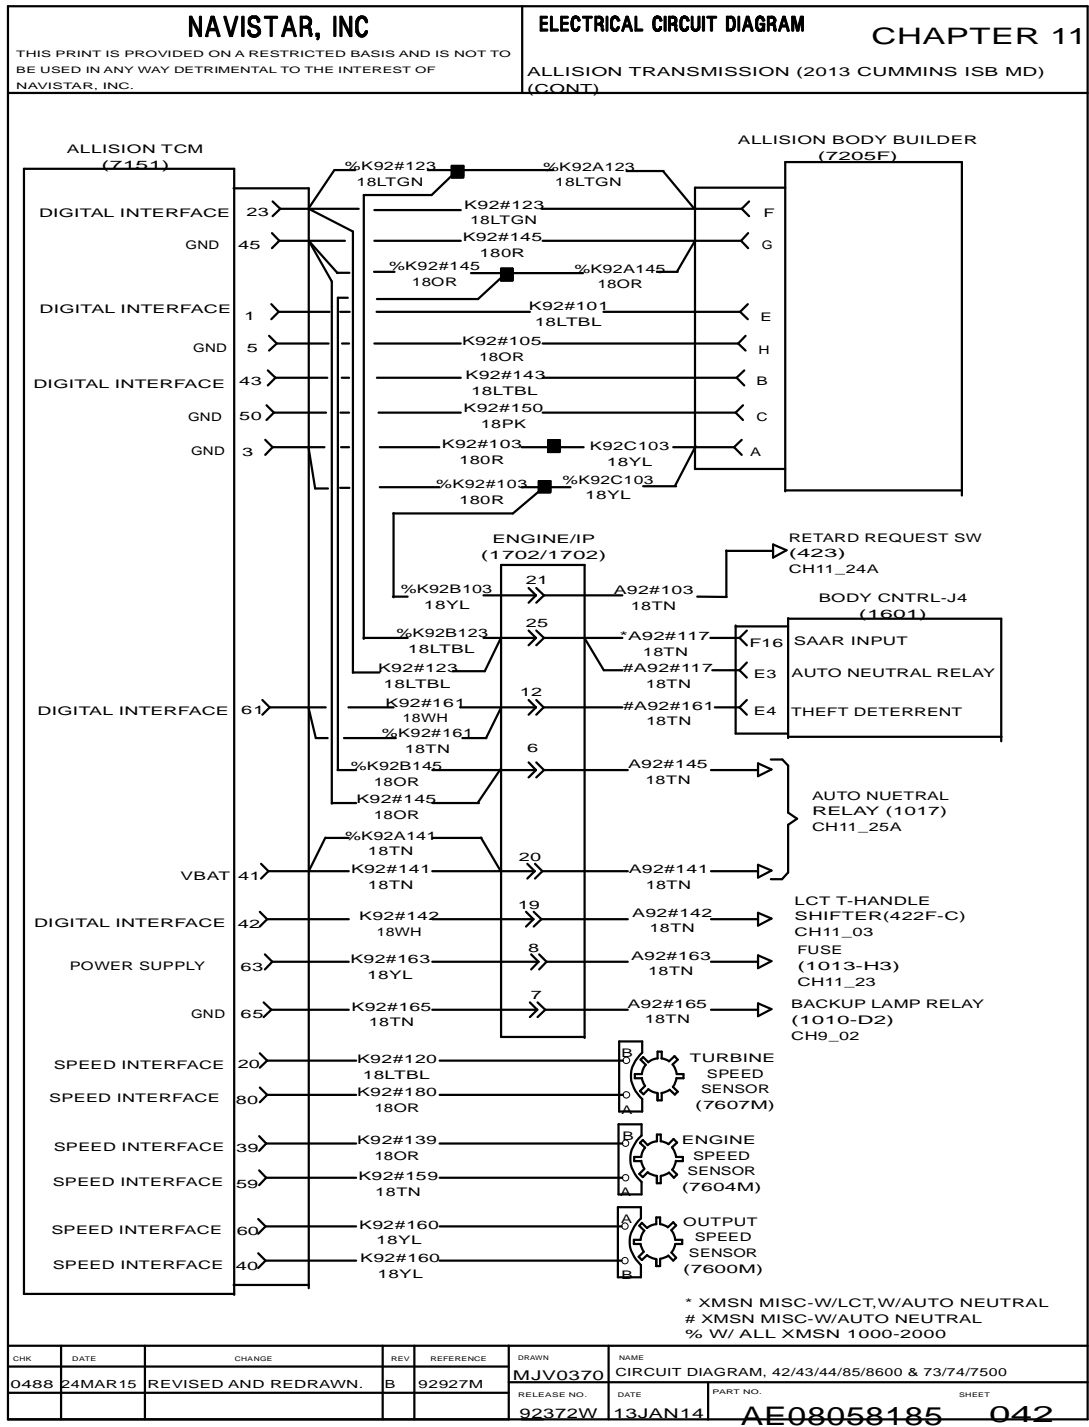 NAVISTAR, INC
THIS PRINT IS PROVIDED ON A RESTRICTED BASIS AND IS NOT TO
BE USED IN ANY WAY DETRIMENTAL TO THE INTEREST OF
NAVISTAR, INC.
ELECTRICAL CIRCUIT DIAGRAM
CHAPTER 11
ALLISION TRANSMISSION (2013 CUMMINS ISB MD)
(CONT)
ALLISION TCM
(7151)
ALLISION BODY BUILDER
(7205F)
%K92#123
18LTGN
%K92A123
18LTGN
DIGITAL INTERFACE 23
K92#123
18LTGN
F
GND 45
K92#145
180R
G
%K92#145
18OR
%K92A145
18OR
DIGITAL INTERFACE 1
K92#101
18LTBL
E
GND 5
K92#105
18OR
H
DIGITAL INTERFACE 43
K92#143
18LTBL
B
GND 50
K92#150
18PK
C
GND 3
K92#103
180R
K92C103
18YL
A
%K92#103
180R
%K92C103
18YL
ENGINE/IP
(1702/1702)
RETARD REQUEST SW
(423)
CH11_24A
%K92B103
18YL
21
A92#103
18TN
BODY CNTRL-J4
(1601)
%K92B123
18LTBL
25
*A92#117
18TN
F16 SAAR INPUT
K92#123
18LTBL
#A92#117
18TN
E3 AUTO NEUTRAL RELAY
DIGITAL INTERFACE 61
K92#161
18WH
12
#A92#161
18TN
E4 THEFT DETERRENT
%K92#161
18TN
%K92B145
18OR
6
A92#145
18TN
K92#145
18OR
AUTO NUETRAL
RELAY (1017)
CH11_25A
%K92A141
18TN
VBAT 41
K92#141
18TN
20
A92#141
18TN
DIGITAL INTERFACE 42
K92#142
18WH
19
A92#142
18TN
LCT T-HANDLE
SHIFTER(422F-C)
CH11_03
POWER SUPPLY 63
K92#163
18YL
8
A92#163
18TN
FUSE
(1013-H3)
CH11_23
GND 65
K92#165
18TN
7
A92#165
18TN
BACKUP LAMP RELAY
(1010-D2)
CH9_02
SPEED INTERFACE 20
K92#120
18LTBL
B
SPEED INTERFACE 80
K92#180
18OR
A
TURBINE
SPEED
SENSOR
(7607M)
SPEED INTERFACE 39
K92#139
18OR
B
SPEED INTERFACE 59
K92#159
18TN
A
ENGINE
SPEED
SENSOR
(7604M)
SPEED INTERFACE 60
K92#160
18YL
A
SPEED INTERFACE 40
K92#160
18YL
B
OUTPUT
SPEED
SENSOR
(7600M)
* XMSN MISC-W/LCT,W/AUTO NEUTRAL
# XMSN MISC-W/AUTO NEUTRAL
% W/ ALL XMSN 1000-2000
CHK DATE CHANGE REV REFERENCE
0488 24MAR15 REVISED AND REDRAWN. B 92927M
DRAWN
MJV0370
NAME
CIRCUIT DIAGRAM, 42/43/44/85/8600 & 73/74/7500
RELEASE NO.
92372W
DATE
13JAN14
PART NO.
AE08058185
SHEET
042